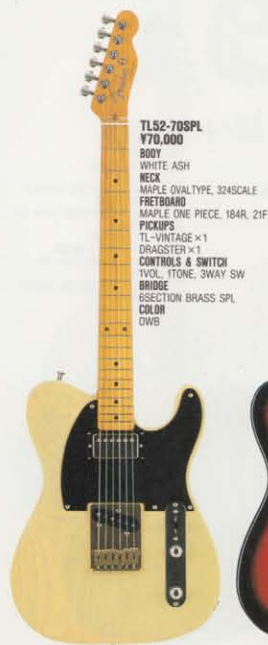 Fender
TL52-70SPL
¥70,000
BODY
WHITE ASH
NECK
MAPLE OVALTYPE, 324SCALE
FRETBOARD
MAPLE ONE PIECE, 184R, 21F
PICKUPS
TL-VINTAGE×1
DRAGSTER×1
CONTROLS & SWITCH
1VOL, 1TONE, 3WAY SW
BRIDGE
6SECTION BRASS SPL
COLOR
OWB